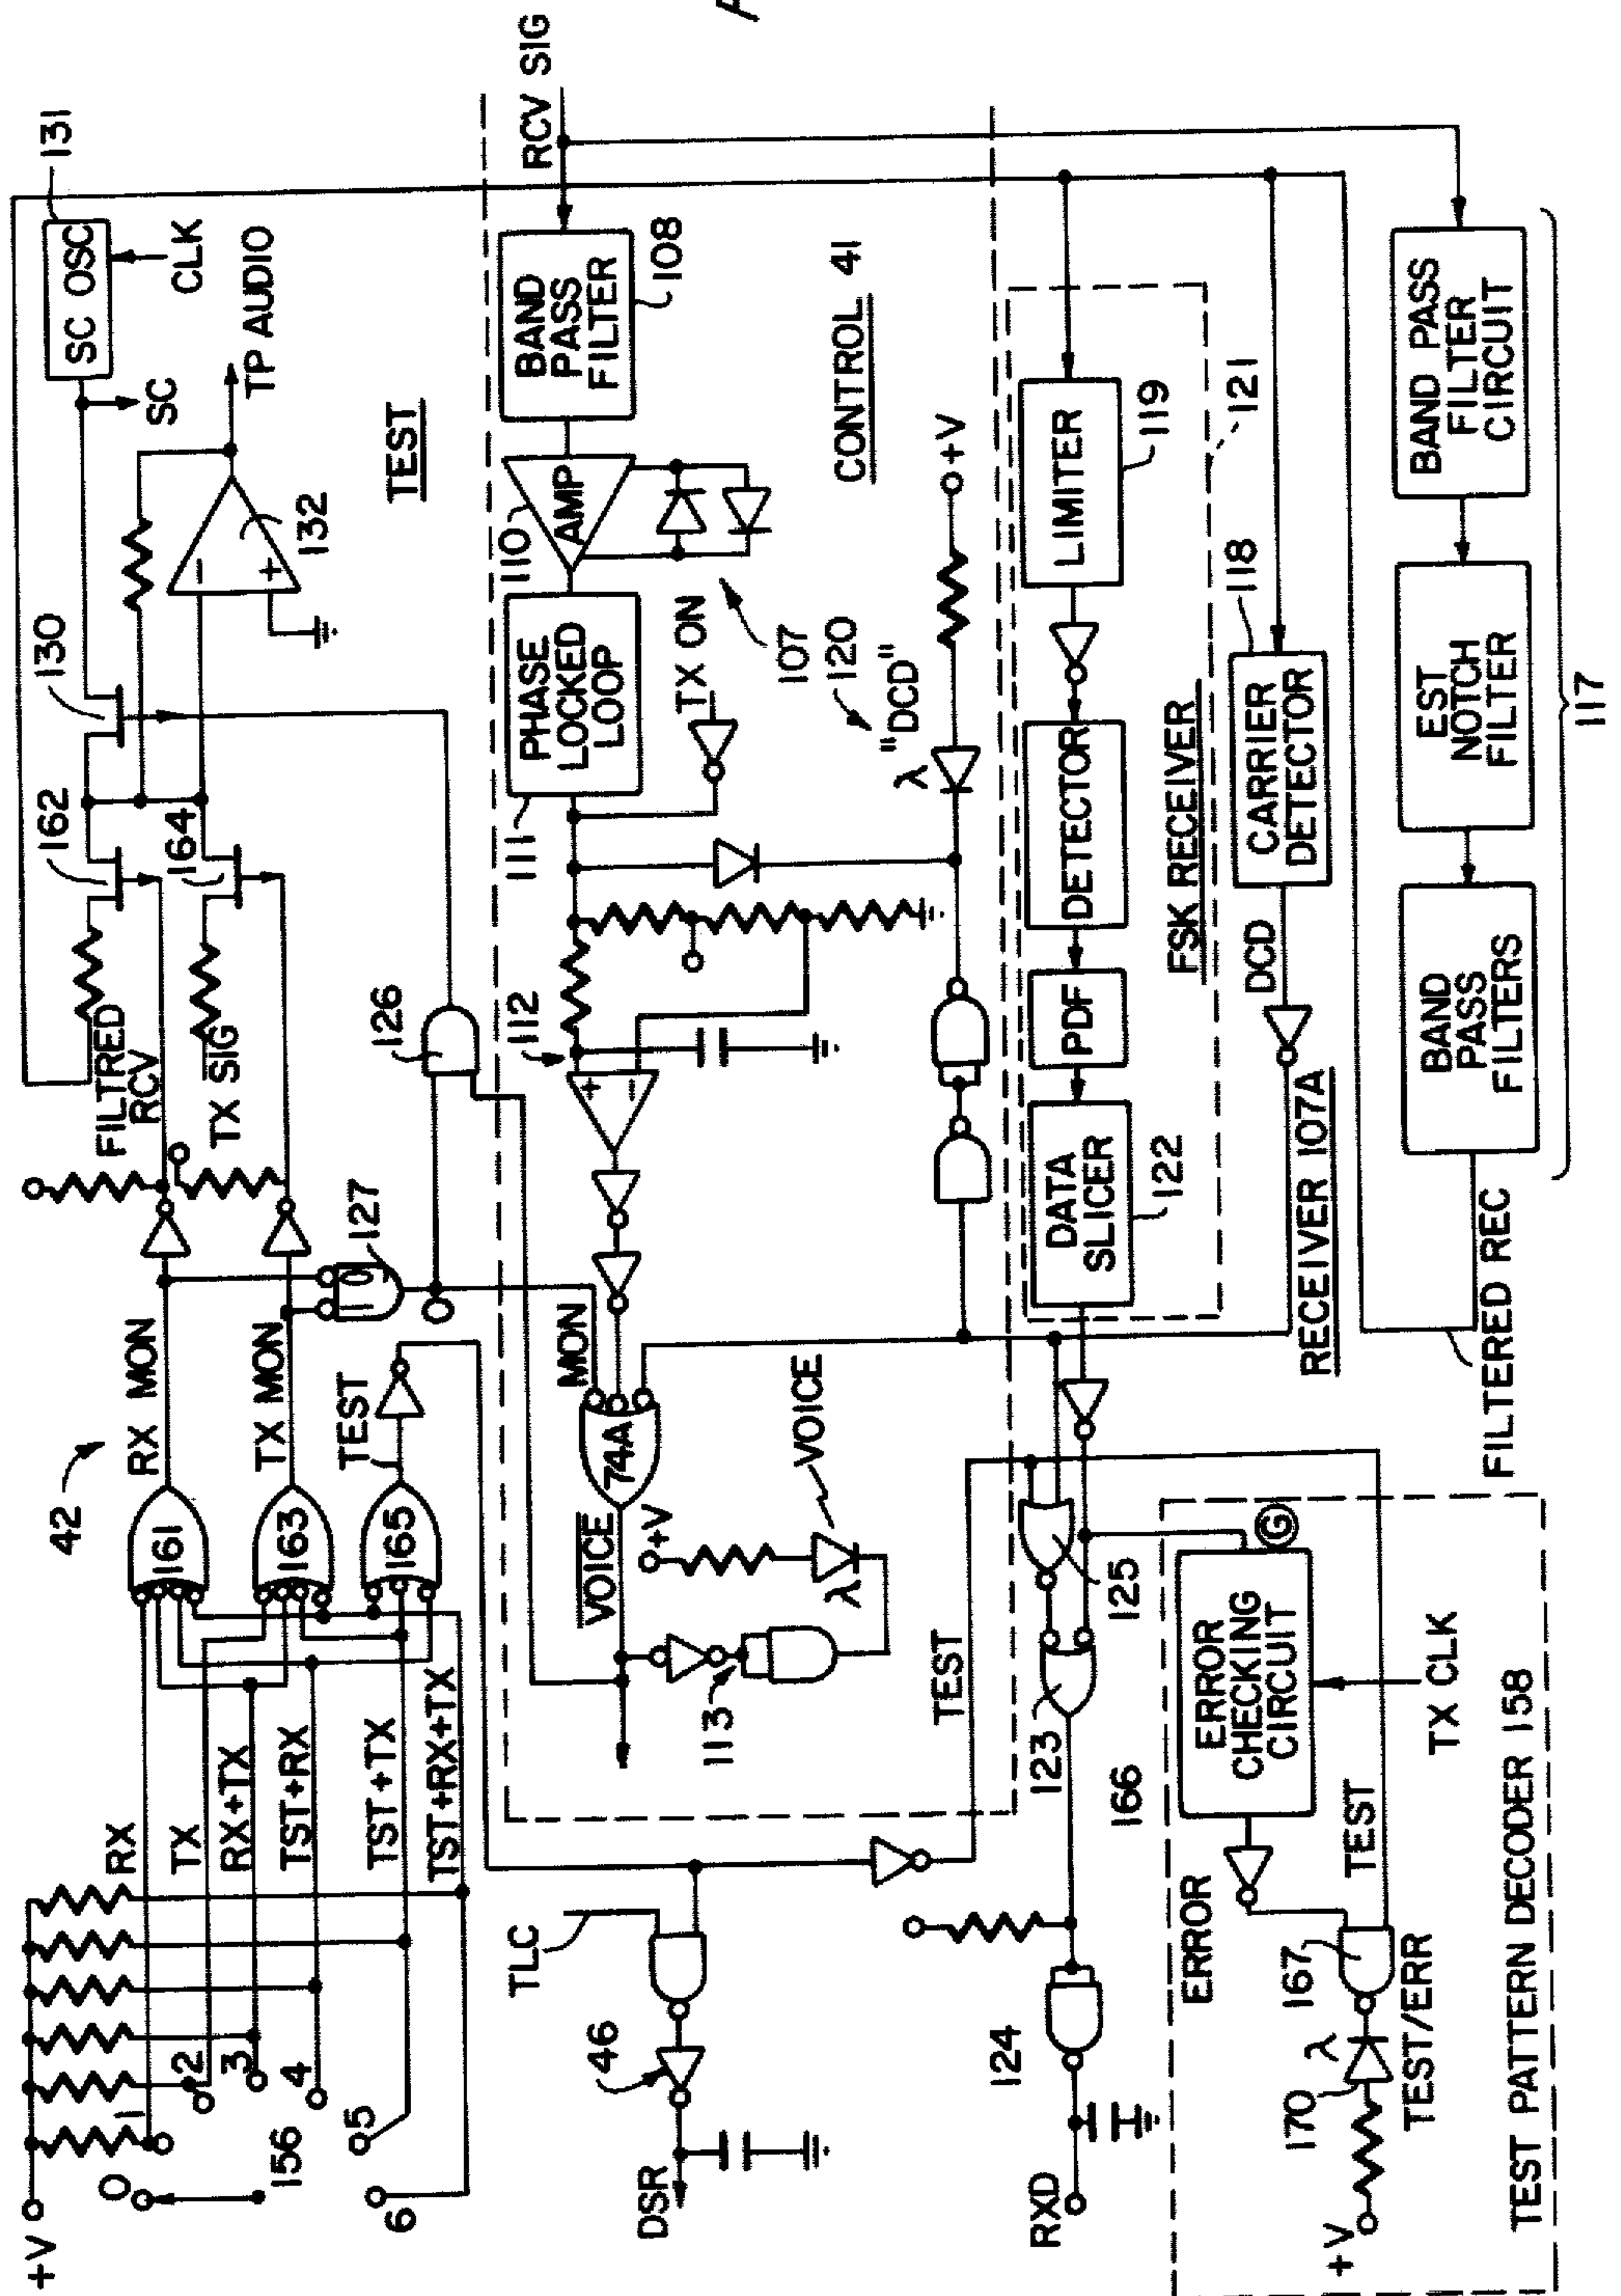 +V
0
1
2
3
4
5
6
156
RX
TX
RX+TX
TST+RX
TST+TX
TST+RX+TX
42
161
163
165
RX MON
TX MON
TEST
127
126
FILTRED
RCV
TX SIG
162
164
130
131
SC OSC
CLK
SC
TP AUDIO
132
TEST
RCV SIG
BAND
PASS
FILTER
108
110
AMP
PHASE
LOCKED
LOOP
111
TX ON
107
112
MON
74A
VOICE
+V
VOICE
λ
113
CONTROL 41
120
"DCD"
λ
+V
TLC
46
DSR
TEST
LIMITER
119
DETECTOR
PDF
DATA
SLICER
122
FSK RECEIVER
121
118
CARRIER
DETECTOR
DCD
RECEIVER 107A
125
123
166
124
RXD
BAND PASS
FILTER
CIRCUIT
EST
NOTCH
FILTER
BAND
PASS
FILTERS
117
FILTERED REC
G
ERROR
CHECKING
CIRCUIT
TX CLK
ERROR
TEST
167
λ
170
TEST/ERR
+V
TEST PATTERN DECODER 158